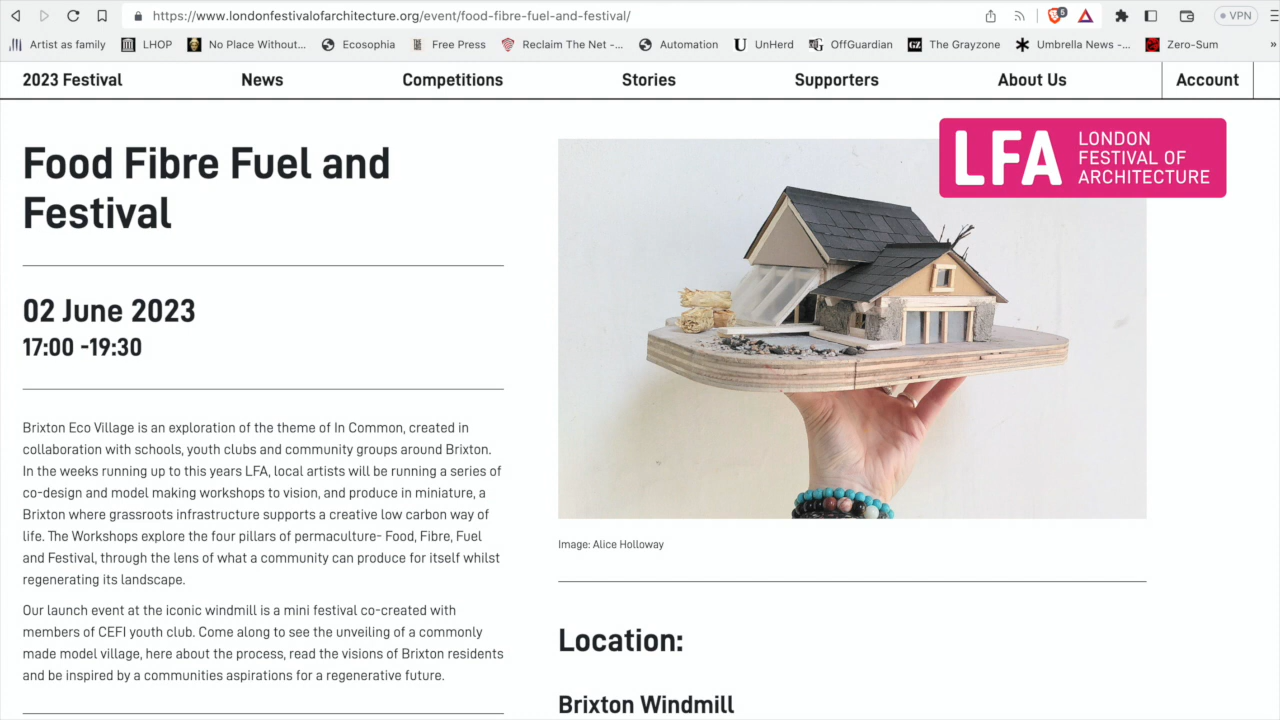 https://www.londonfestivalofarchitecture.org/event/food-fibre-fuel-and-festival/
5
VPN
Artist as family
LHOP
No Place Without...
Ecosophia
Free Press
Reclaim The Net -...
Automation
U
UnHerd
OffGuardian
GZ
The Grayzone
Umbrella News -...
Zero-Sum
»
2023 Festival
News
Competitions
Stories
Supporters
About Us
Account
Food Fibre Fuel and
Festival
02 June 2023
17:00 -19:30
Brixton Eco Village is an exploration of the theme of In Common, created in
collaboration with schools, youth clubs and community groups around Brixton.
In the weeks running up to this years LFA, local artists will be running a series of
co-design and model making workshops to vision, and produce in miniature, a
Brixton where grassroots infrastructure supports a creative low carbon way of
life. The Workshops explore the four pillars of permaculture- Food, Fibre, Fuel
and Festival, through the lens of what a community can produce for itself whilst
regenerating its landscape.
Our launch event at the iconic windmill is a mini festival co-created with
members of CEFI youth club. Come along to see the unveiling of a commonly
made model village, here about the process, read the visions of Brixton residents
and be inspired by a communities aspirations for a regenerative future.
LFA
LONDON
FESTIVAL OF
ARCHITECTURE
Image: Alice Holloway
Location:
Brixton Windmill